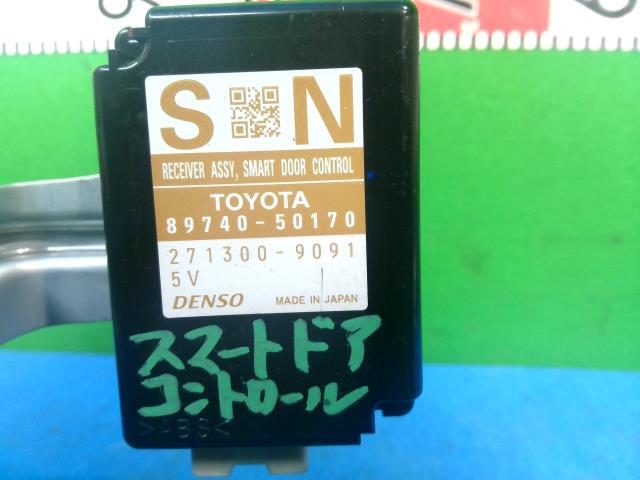 S N
RECEIVER ASSY, SMART DOOR CONTROL
TOYOTA
89740-50170
271300-9091
5V
DENSO MADE IN JAPAN
スマートドア
コントロール
>ABS<